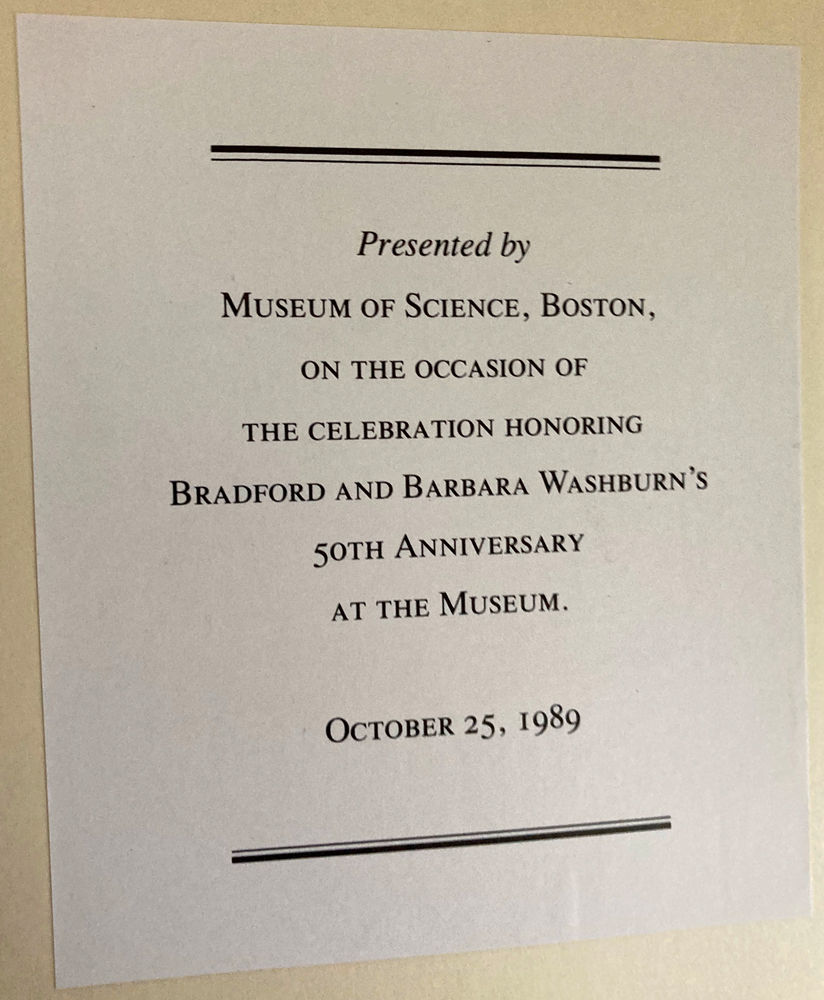 Presented by
Museum of Science, Boston,
on the occasion of
the celebration honoring
Bradford and Barbara Washburn's
50th Anniversary
at the Museum.
October 25, 1989